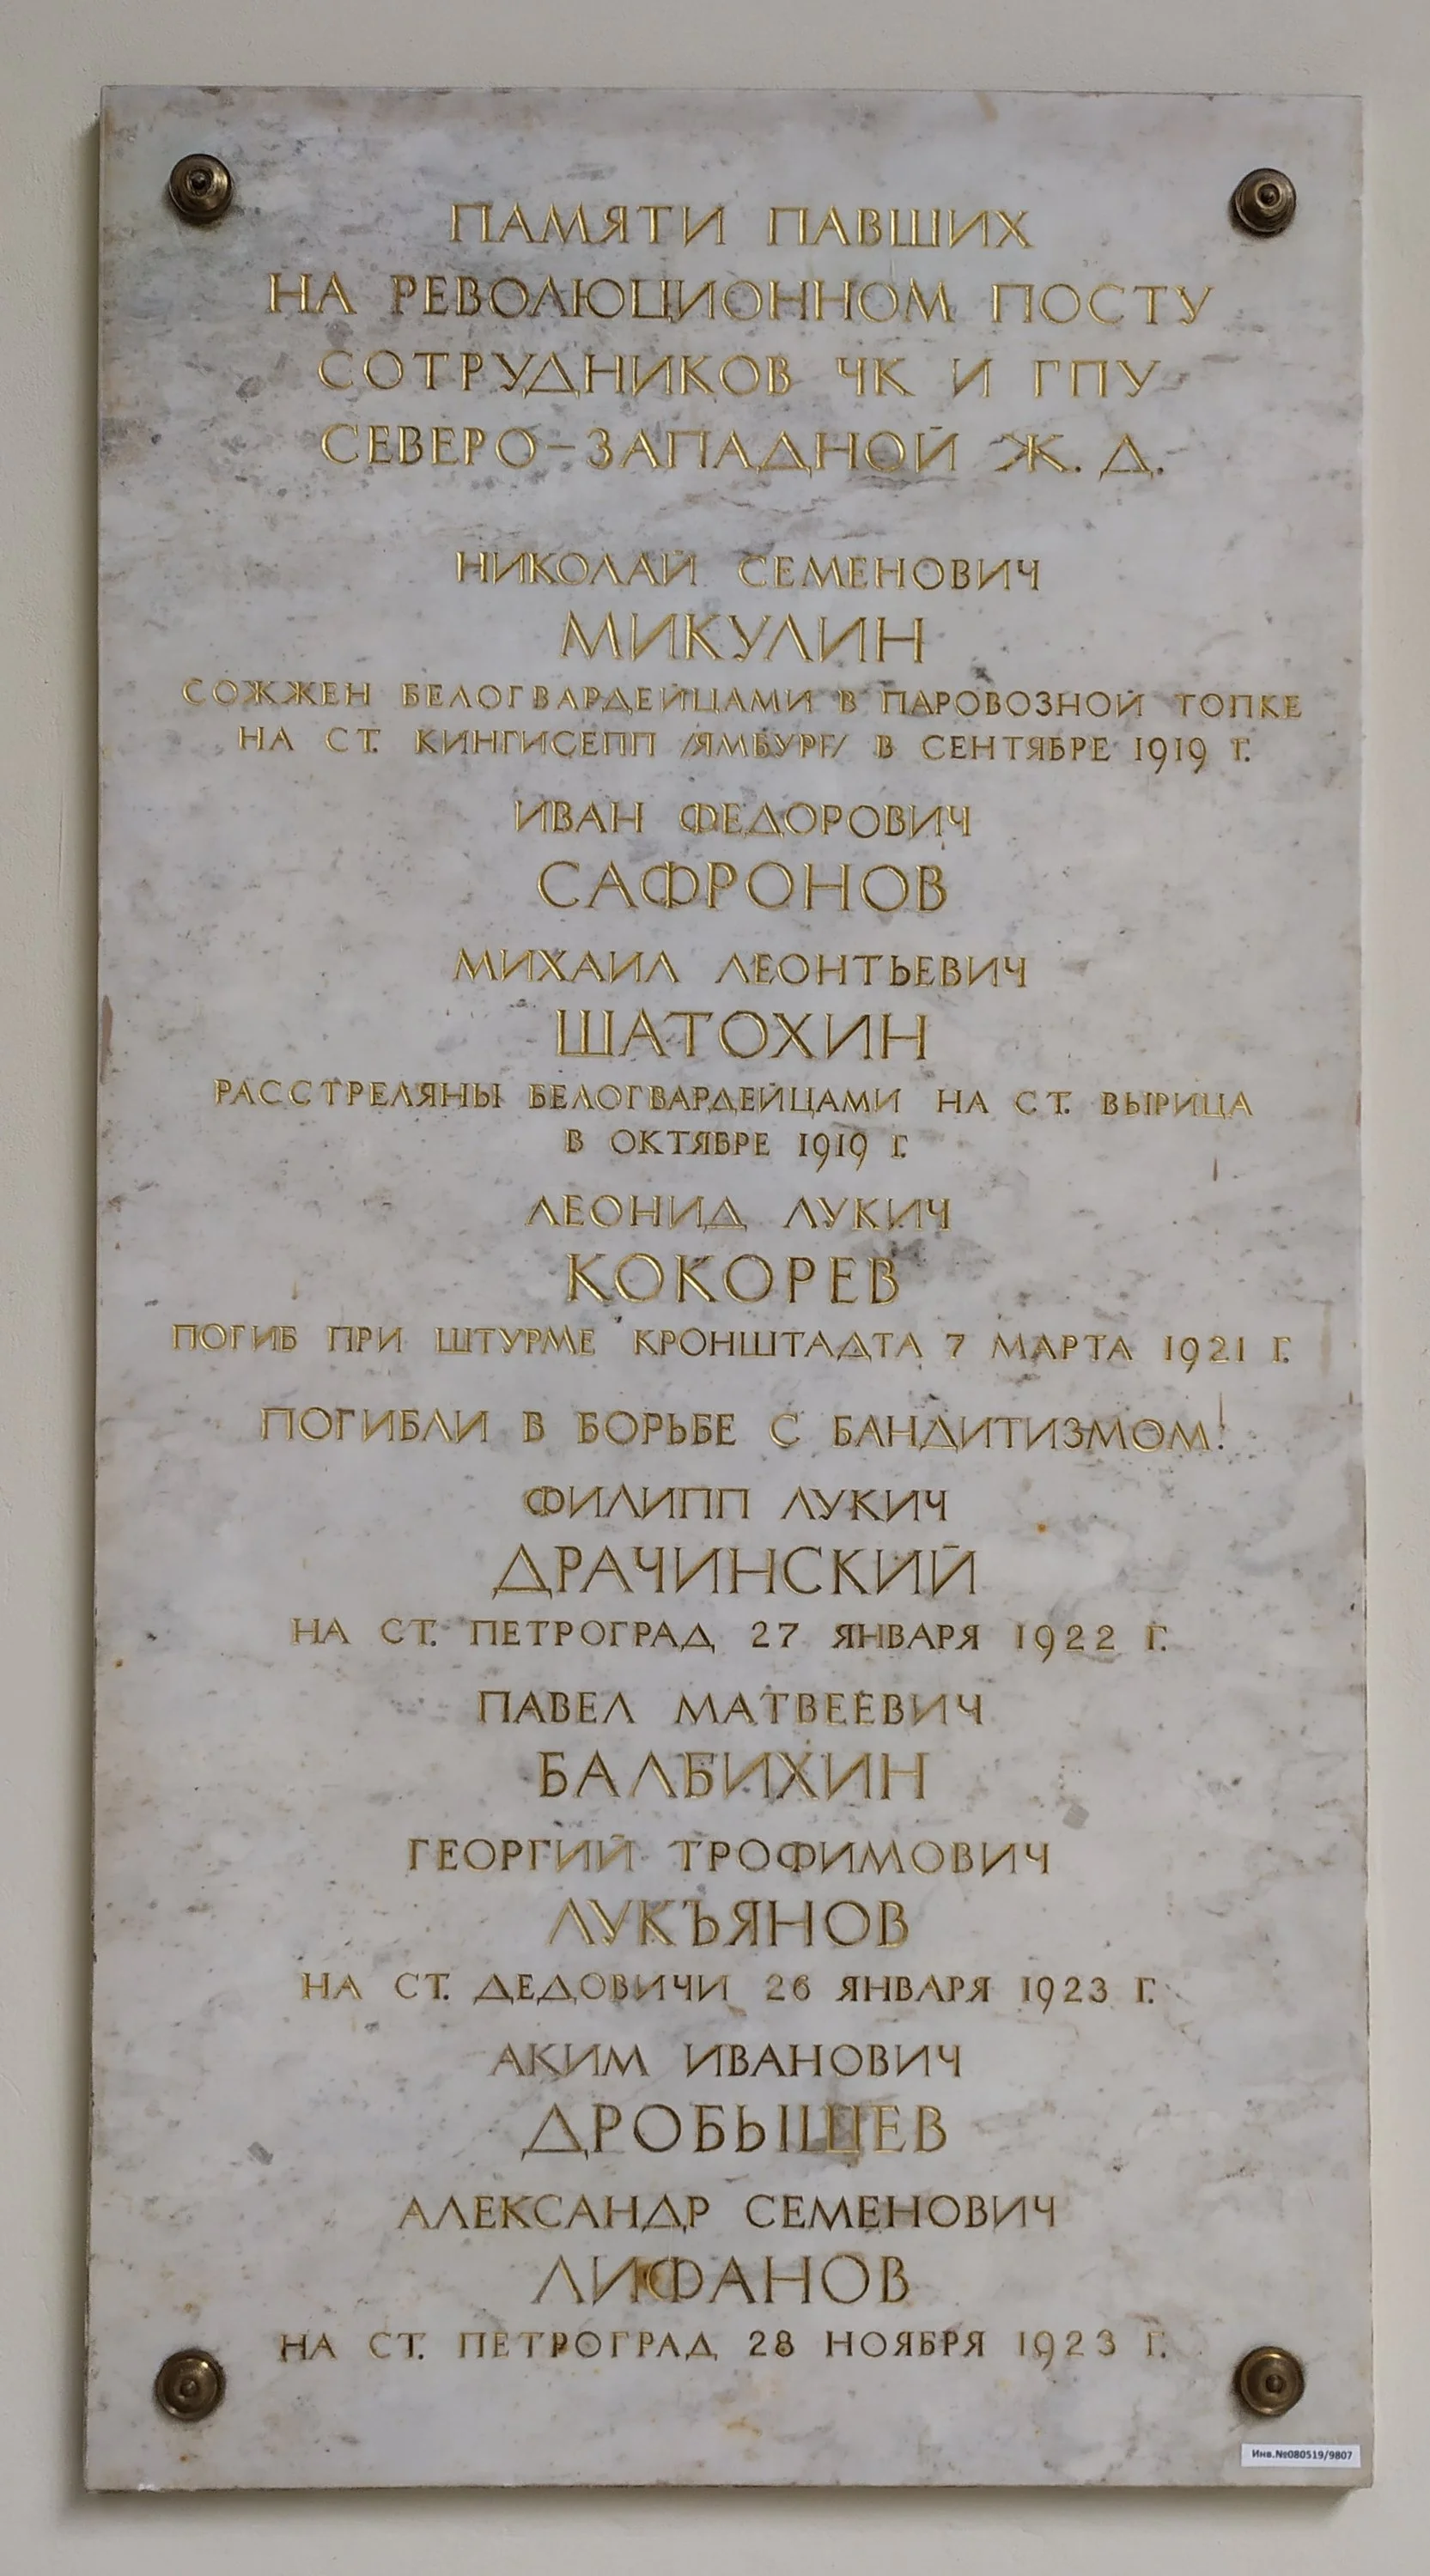 ПАМЯТИ ПАВШИХ
НА РЕВОЛЮЦИОННОМ ПОСТУ
СОТРУДНИКОВ ЧК И ГПУ
СЕВЕРО-ЗАПАДНОЙ Ж. Д.
НИКОЛАЙ СЕМЕНОВИЧ
МИКУЛИН
СОЖЖЕН БЕЛОГВАРДЕЙЦАМИ В ПАРОВОЗНОЙ ТОПКЕ
НА СТ. КИНГИСЕПП /ЯМБУРГ/ В СЕНТЯБРЕ 1919 Г.
ИВАН ФЕДОРОВИЧ
САФРОНОВ
МИХАИЛ ЛЕОНТЬЕВИЧ
ШАТОХИН
РАССТРЕЛЯНЫ БЕЛОГВАРДЕЙЦАМИ НА СТ. ВЫРИЦА
В ОКТЯБРЕ 1919 Г.
ЛЕОНИД ЛУКИЧ
КОКОРЕВ
ПОГИБ ПРИ ШТУРМЕ КРОНШТАДТА 7 МАРТА 1921 Г.
ПОГИБЛИ В БОРЬБЕ С БАНДИТИЗМОМ!
ФИЛИПП ЛУКИЧ
ДРАЧИНСКИЙ
НА СТ. ПЕТРОГРАД 27 ЯНВАРЯ 1922 Г.
ПАВЕЛ МАТВЕЕВИЧ
БАЛБИХИН
ГЕОРГИЙ ТРОФИМОВИЧ
ЛУКЪЯНОВ
НА СТ. ДЕДОВИЧИ 26 ЯНВАРЯ 1923 Г.
АКИМ ИВАНОВИЧ
ДРОБЫШЕВ
АЛЕКСАНДР СЕМЕНОВИЧ
ЛИФАНОВ
НА СТ. ПЕТРОГРАД 28 НОЯБРЯ 1923 Г.
Инв.№080519/9807